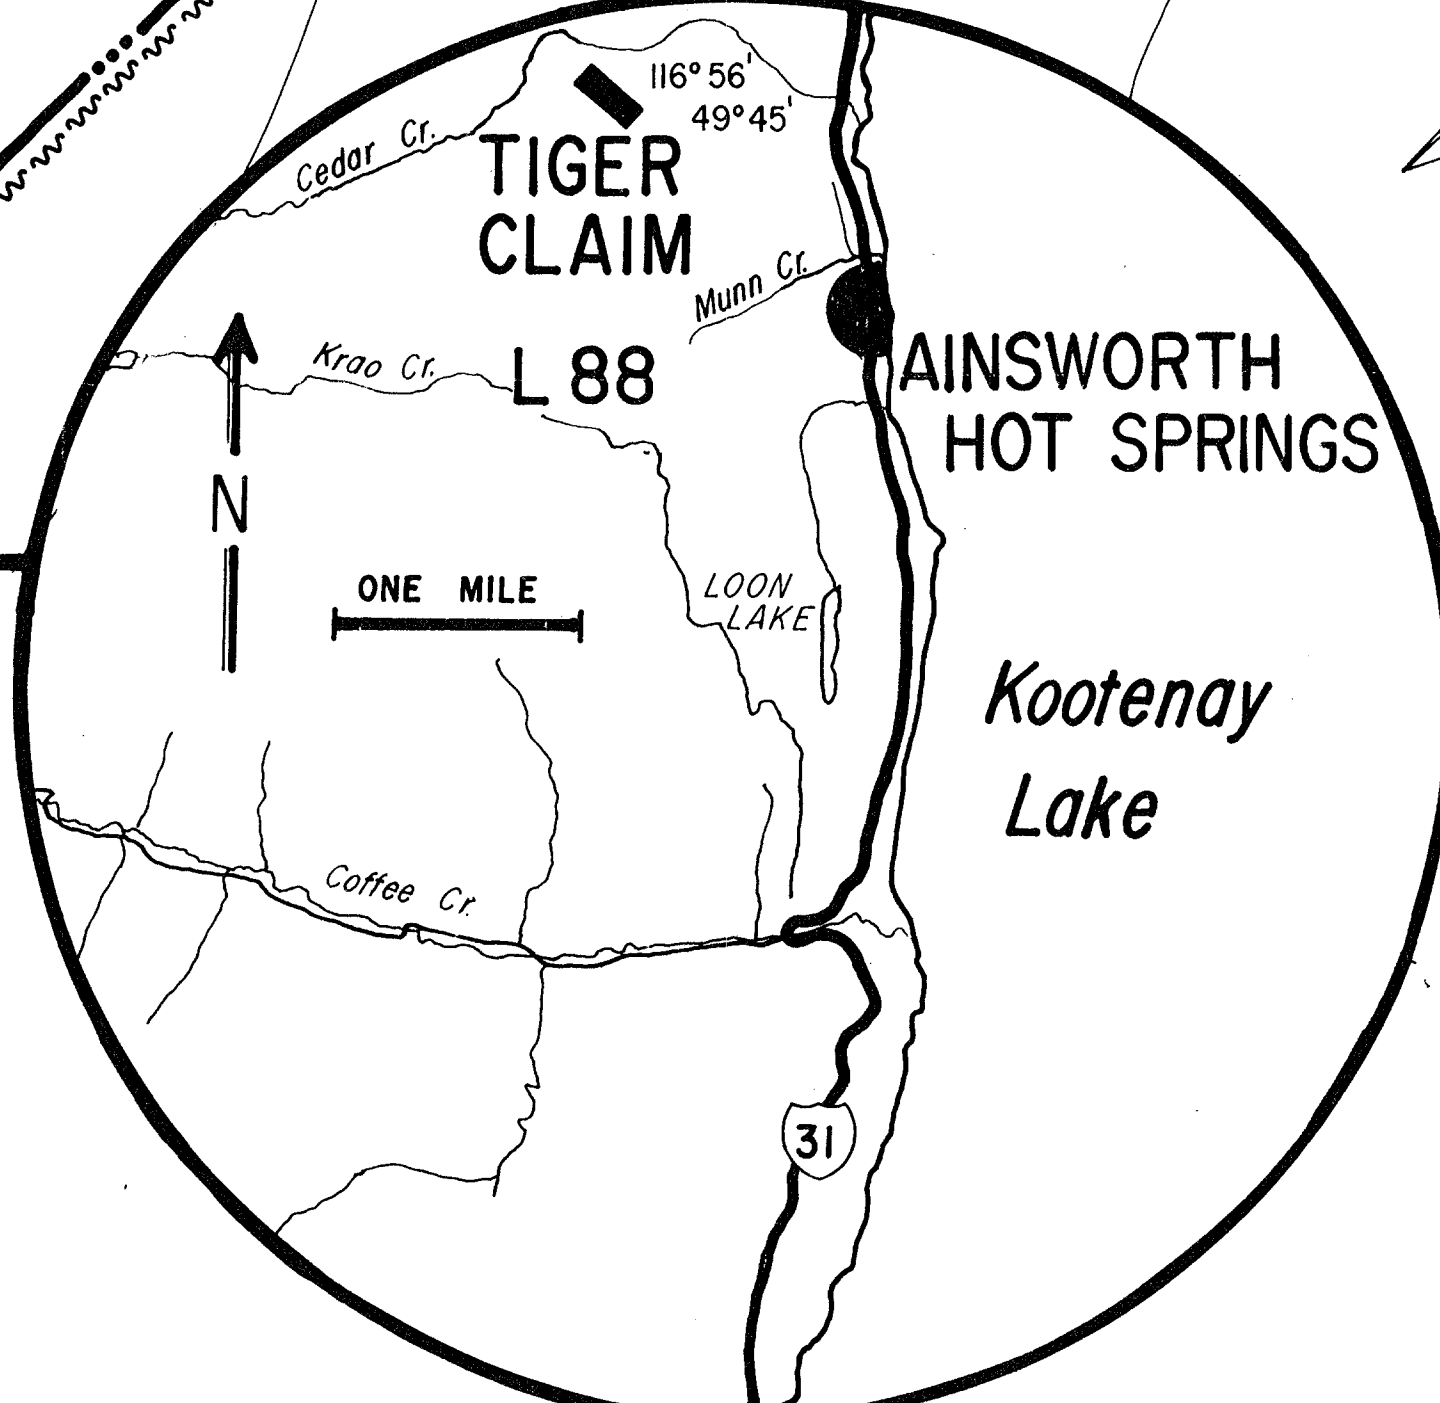 116° 56'
49° 45'
Cedar Cr.
TIGER
CLAIM
Munn Cr.
Krao Cr.
L 88
AINSWORTH
HOT SPRINGS
N
ONE MILE
LOON
LAKE
Kootenay
Lake
Coffee Cr.
31